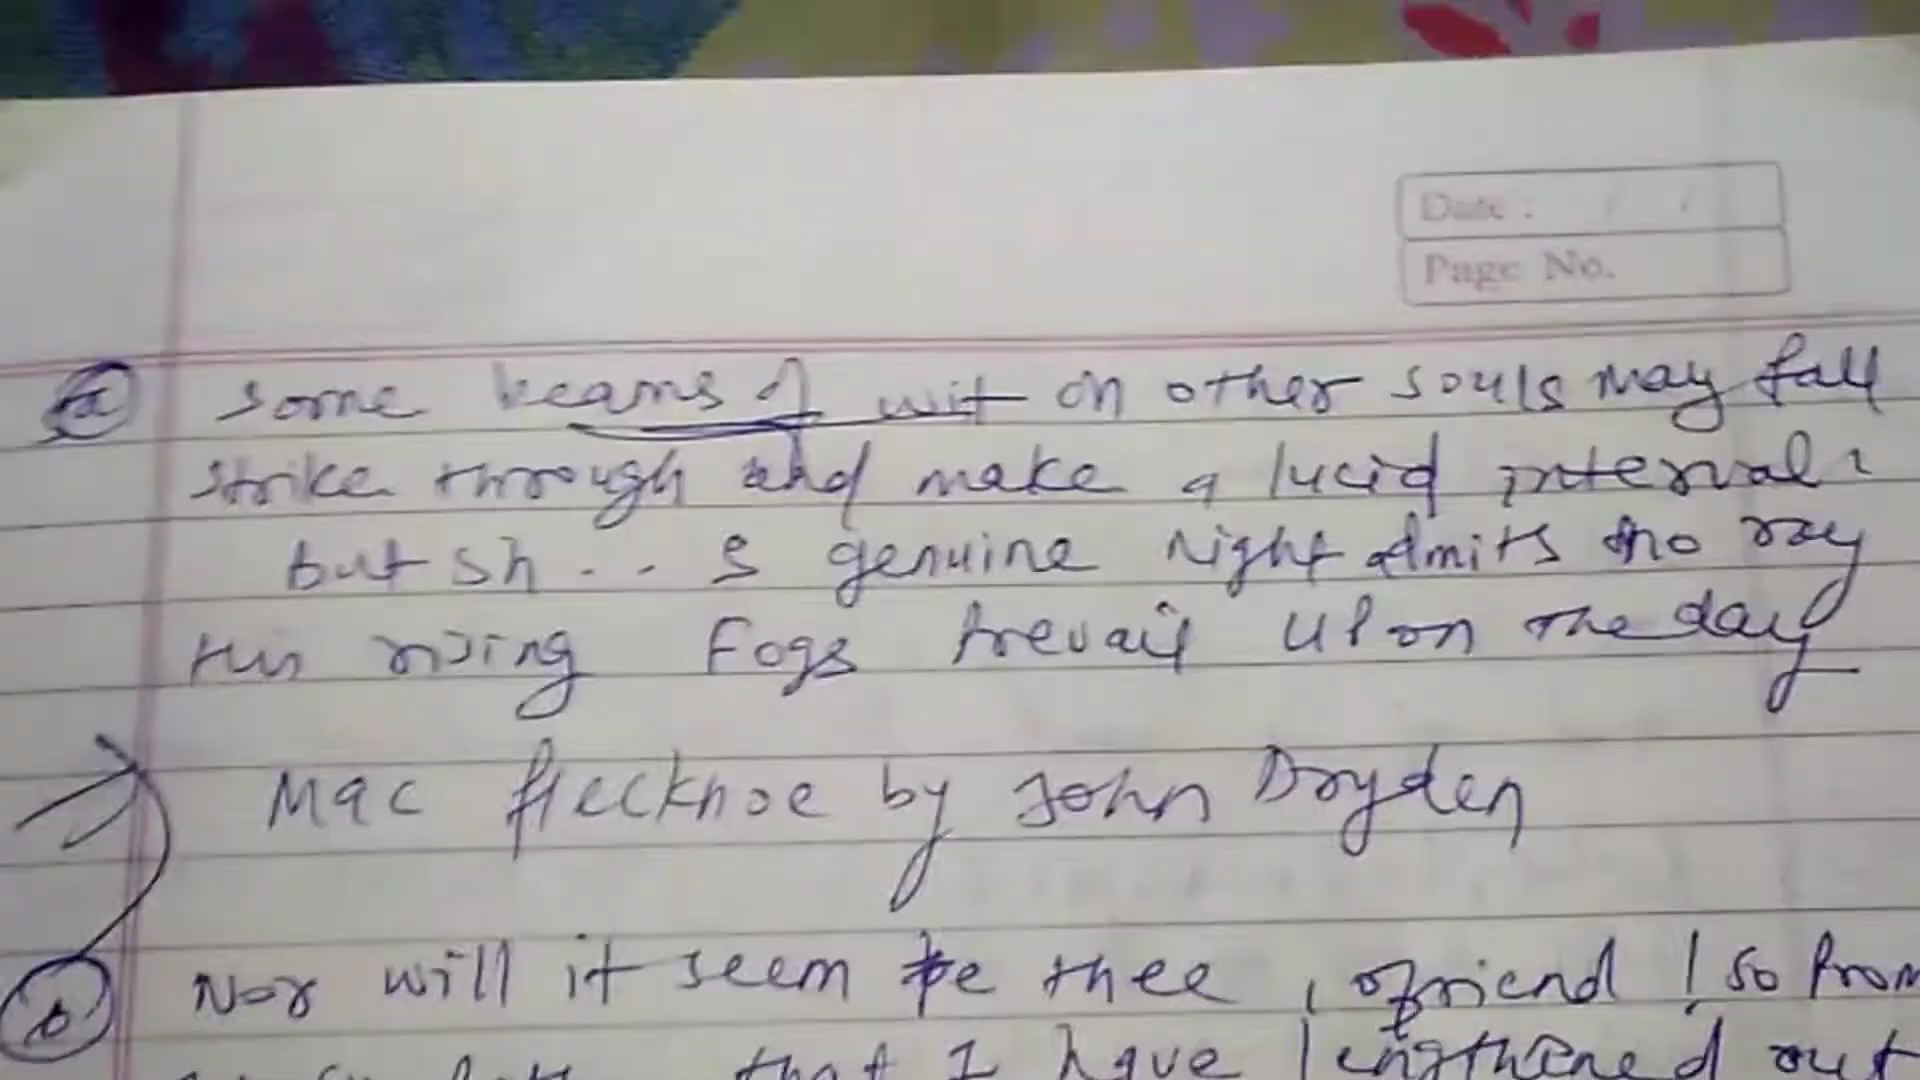 Date : / /
Page No.
(a) Some beams of wit on other souls may fall
strike through and make a lucid interval.
but Sh . . . s genuine night admits no ray
His rising Fogs prevail upon the day
Mac flecknoe by John Dryden
(b) Nor will it seem to thee , o friend ! so prom
that I have lengthened out